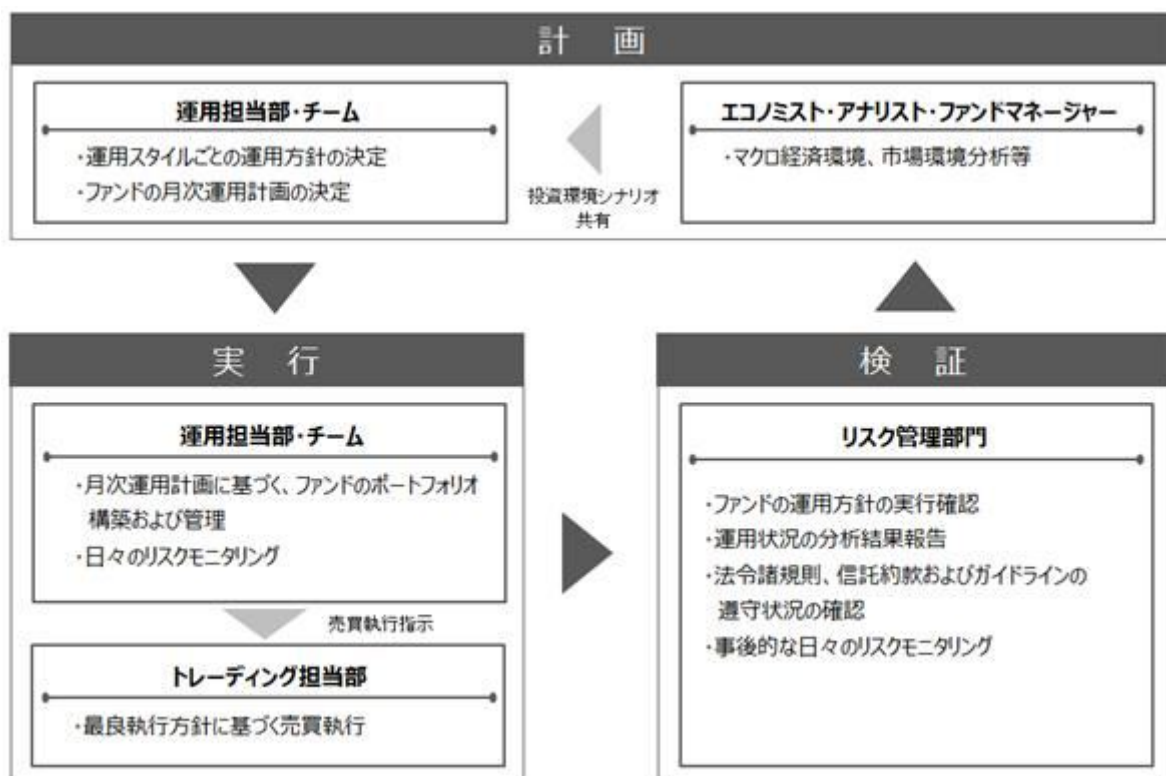 計 画
運用担当部・チーム
・運用スタイルごとの運用方針の決定
・ファンドの月次運用計画の決定
投資環境シナリオ
共有
エコノミスト・アナリスト・ファンドマネージャー
・マクロ経済環境、市場環境分析等
実 行
運用担当部・チーム
・月次運用計画に基づく、ファンドのポートフォリオ
構築および管理
・日々のリスクモニタリング
売買執行指示
トレーディング担当部
・最良執行方針に基づく売買執行
検 証
リスク管理部門
・ファンドの運用方針の実行確認
・運用状況の分析結果報告
・法令諸規則、信託約款およびガイドラインの
遵守状況の確認
・事後的な日々のリスクモニタリング